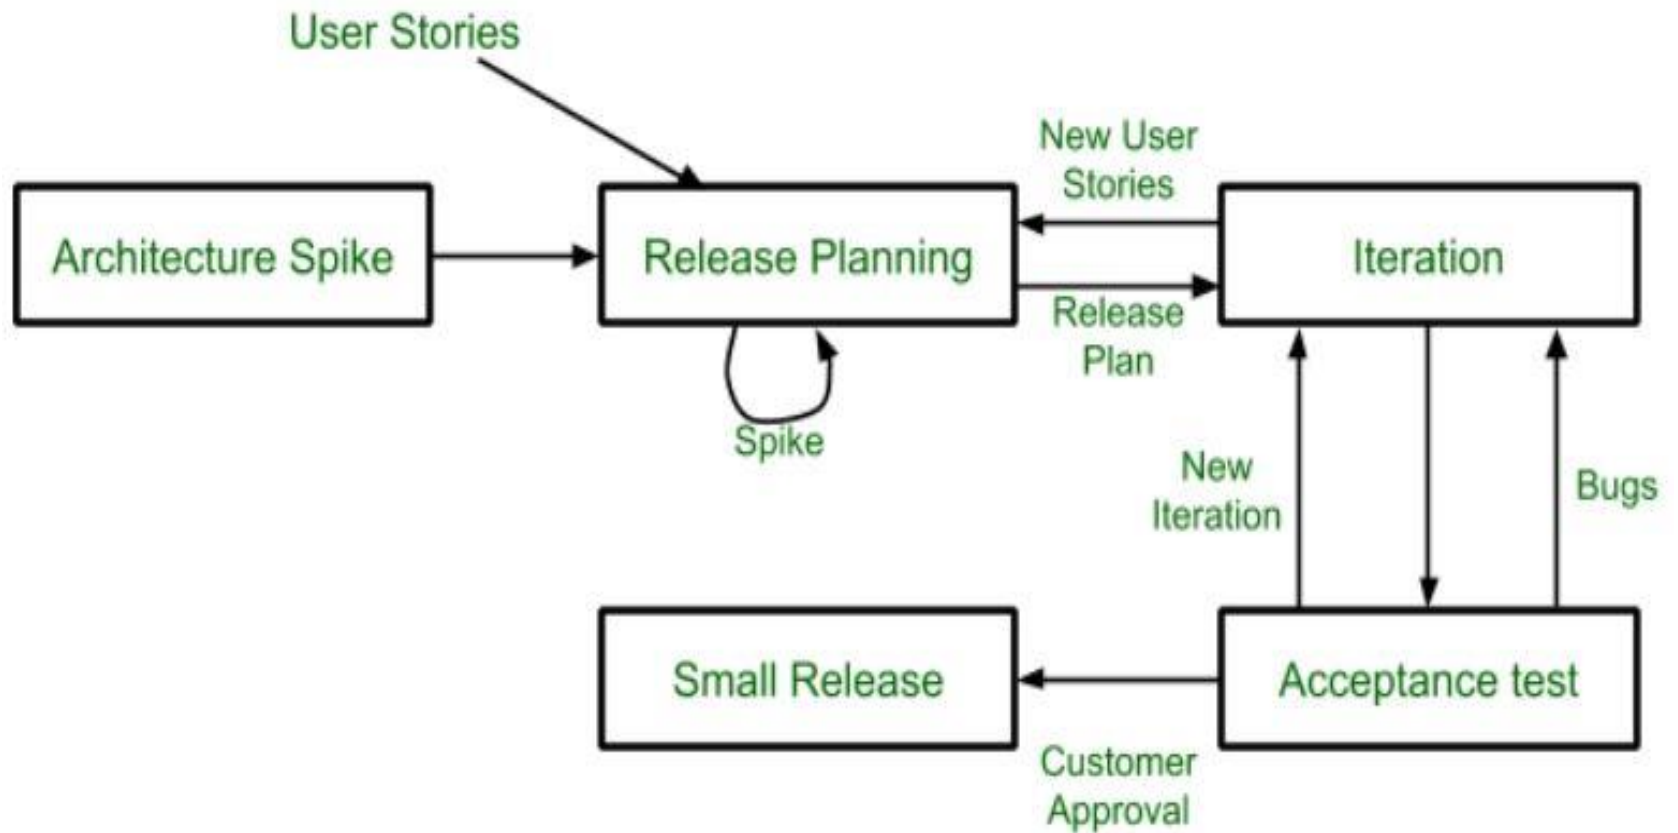 User Stories
New User
Stories
Architecture Spike
Release Planning
Iteration
Release
Plan
Spike
New
Iteration
Bugs
Small Release
Acceptance test
Customer
Approval